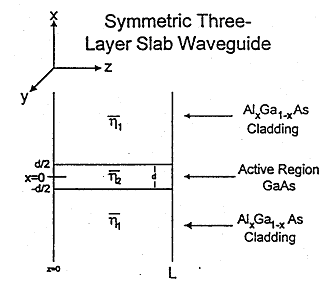 Symmetric Three-
Layer Slab Waveguide
x
z
y
η̅₁
AlₓGa₁₋ₓAs
Cladding
d/2
x=0
-d/2
η̅₂
d
Active Region
GaAs
η̅₁
AlₓGa₁₋ₓAs
Cladding
z=0
L